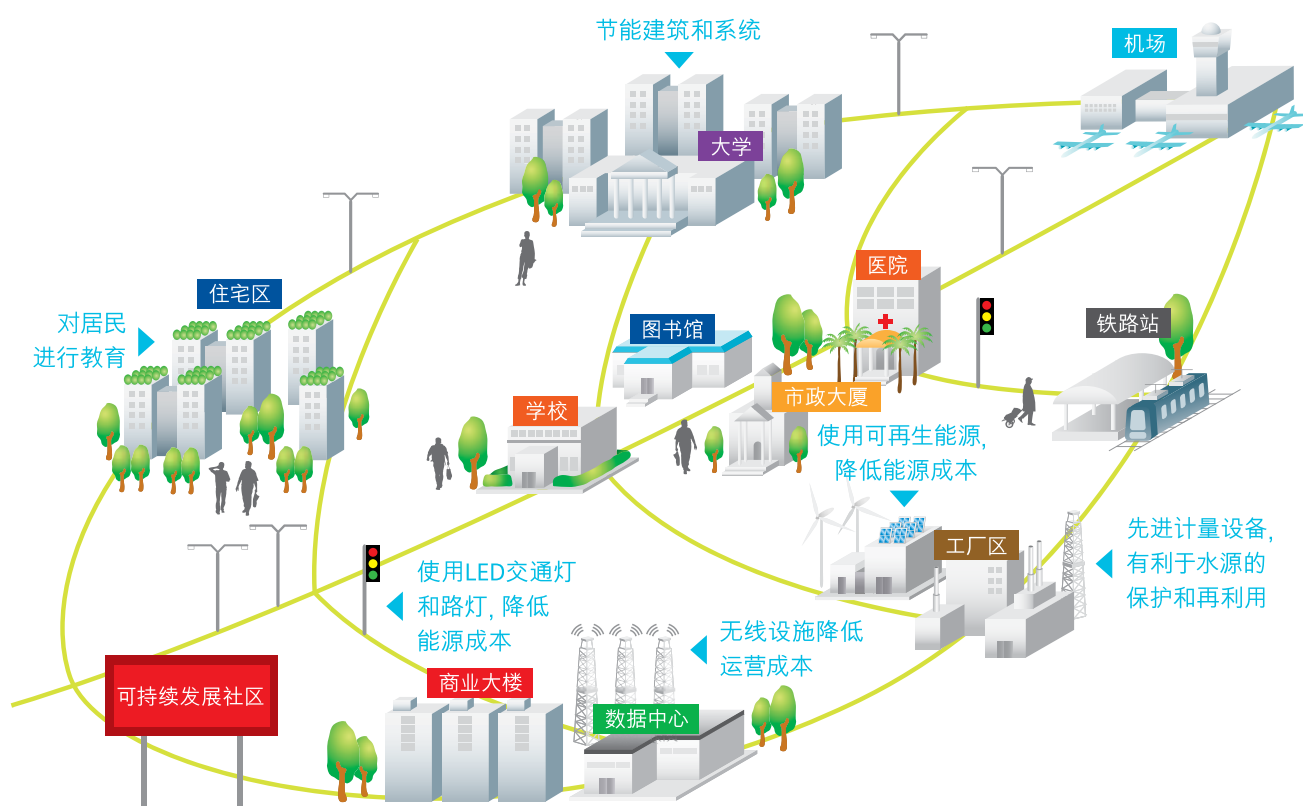 节能建筑和系统
机场
大学
医院
住宅区
对居民
进行教育
图书馆
铁路站
市政大厦
学校
使用可再生能源,
降低能源成本
工厂区
先进计量设备,
有利于水源的
保护和再利用
使用LED交通灯
和路灯, 降低
能源成本
无线设施降低
运营成本
可持续发展社区
商业大楼
数据中心